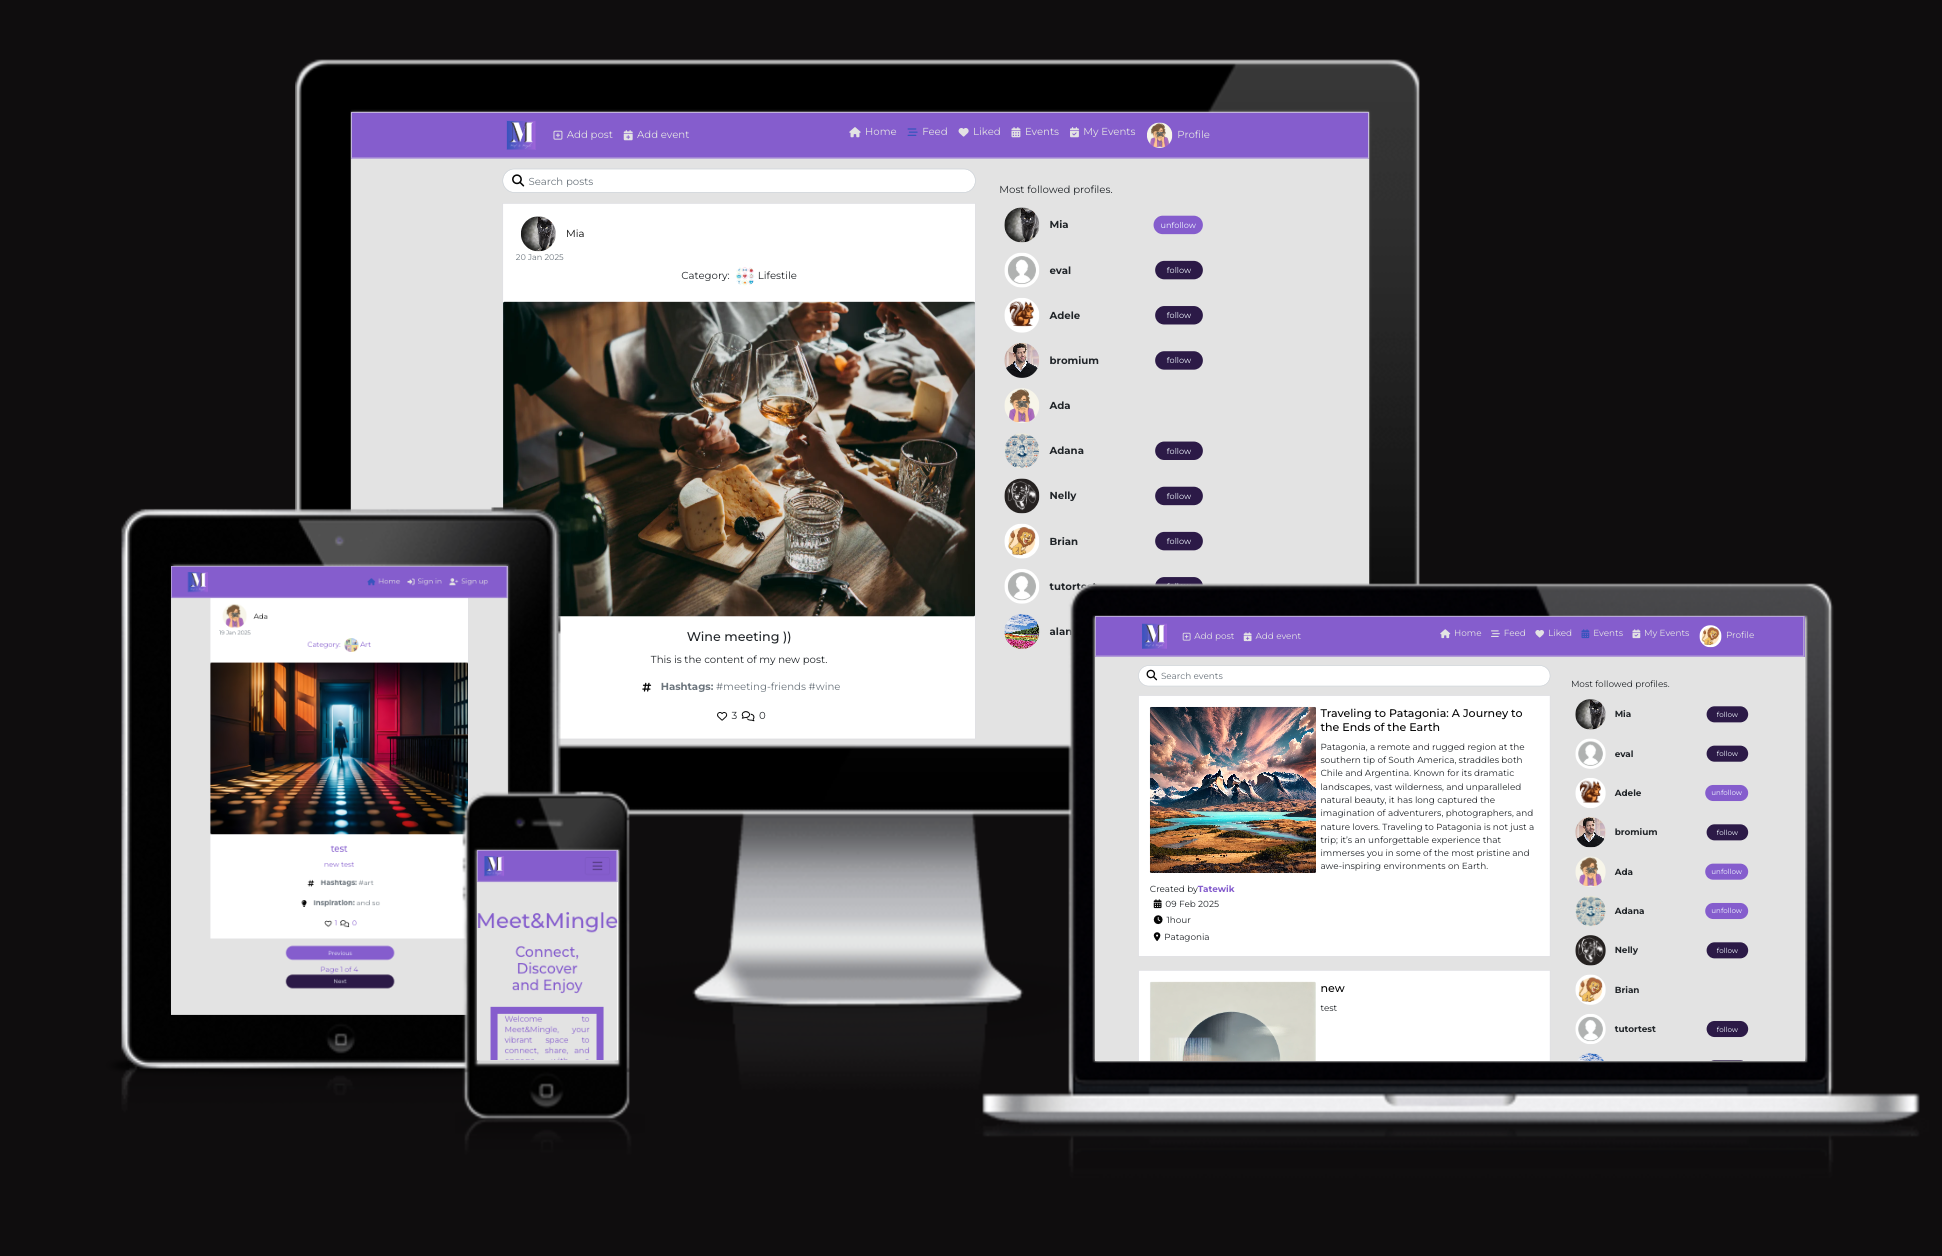 M
Add post
Add event
Home
Feed
Liked
Events
My Events
Profile
Search posts
Mia
20 Jan 2025
Category:
Lifestile
Wine meeting ))
This is the content of my new post.
Hashtags: #meeting-friends #wine
3
0
Most followed profiles.
Mia
unfollow
eval
follow
Adele
follow
bromium
follow
Ada
Adana
follow
Nelly
follow
Brian
follow
M
Home
Sign in
Sign up
Ada
19 Jan 2025
Category:
Art
test
new test
Hashtags: #art
Inspiration: and so
1
0
Previous
Page 1 of 4
Next
M
Meet&Mingle
Connect,
Discover
and Enjoy
Welcome to
Meet&Mingle, your
vibrant space to
connect, share, and
M
Add post
Add event
Home
Feed
Liked
Events
My Events
Profile
Search events
Traveling to Patagonia: A Journey to
the Ends of the Earth
Patagonia, a remote and rugged region at the
southern tip of South America, straddles both
Chile and Argentina. Known for its dramatic
landscapes, vast wilderness, and unparalleled
natural beauty, it has long captured the
imagination of adventurers, photographers, and
nature lovers. Traveling to Patagonia is not just a
trip; it's an unforgettable experience that
immerses you in some of the most pristine and
awe-inspiring environments on Earth.
Created byTatewik
09 Feb 2025
1hour
Patagonia
new
test
Most followed profiles.
Mia
follow
eval
follow
Adele
unfollow
bromium
follow
Ada
unfollow
Adana
unfollow
Nelly
follow
Brian
tutortest
follow